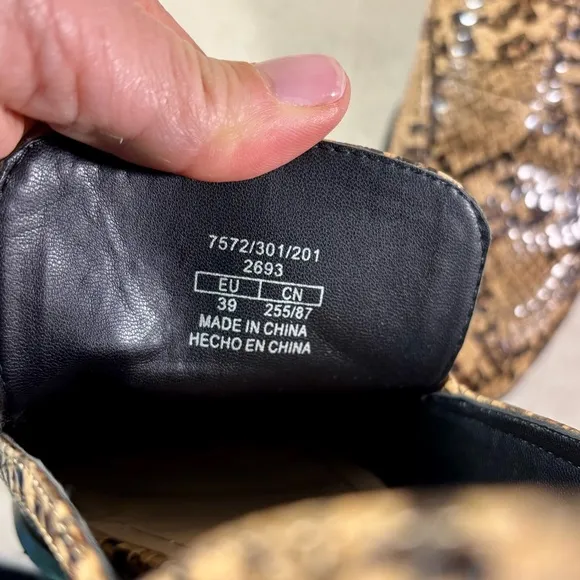 7572/301/201
2693
EU CN
39 255/87
MADE IN CHINA
HECHO EN CHINA